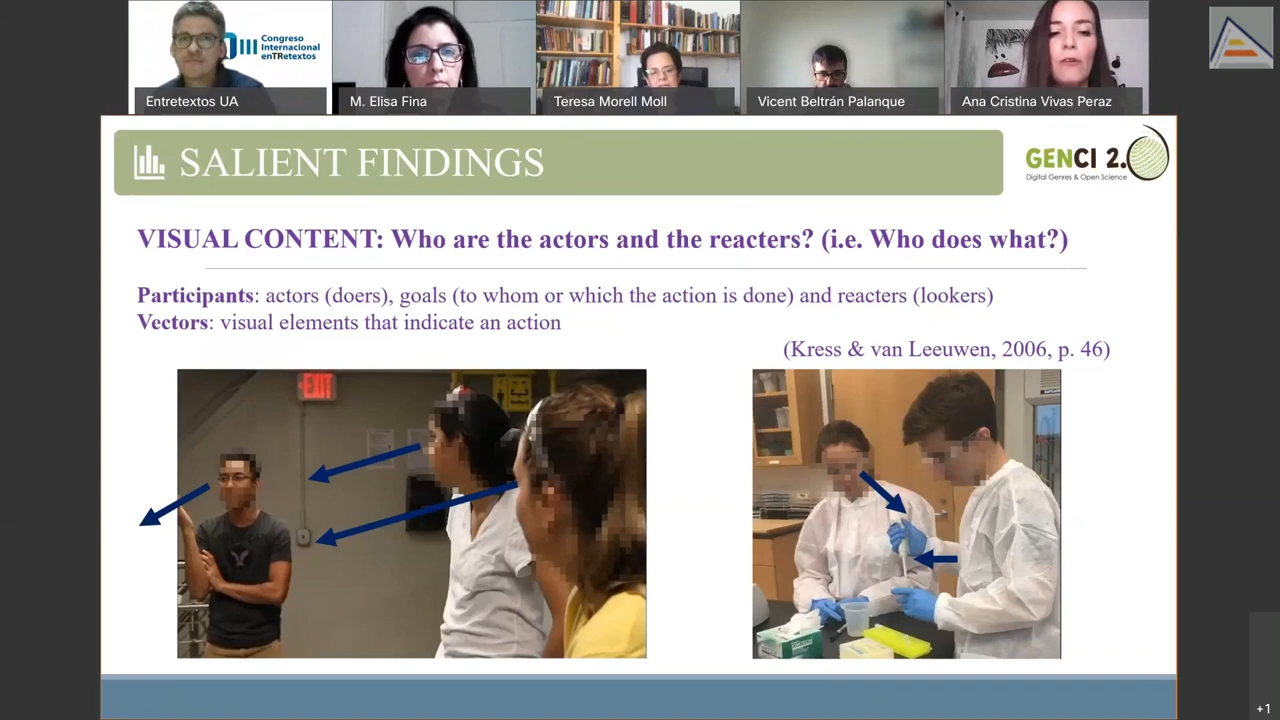 Congreso
Internacional
enTRetextos
Entretextos UA
M. Elisa Fina
Teresa Morell Moll
Vicent Beltrán Palanque
Ana Cristina Vivas Peraz
SALIENT FINDINGS
GENCI 2.
Digital Genres & Open Science
VISUAL CONTENT: Who are the actors and the reacters? (i.e. Who does what?)
Participants: actors (doers), goals (to whom or which the action is done) and reacters (lookers)
Vectors: visual elements that indicate an action
(Kress & van Leeuwen, 2006, p. 46)
EXIT
+1